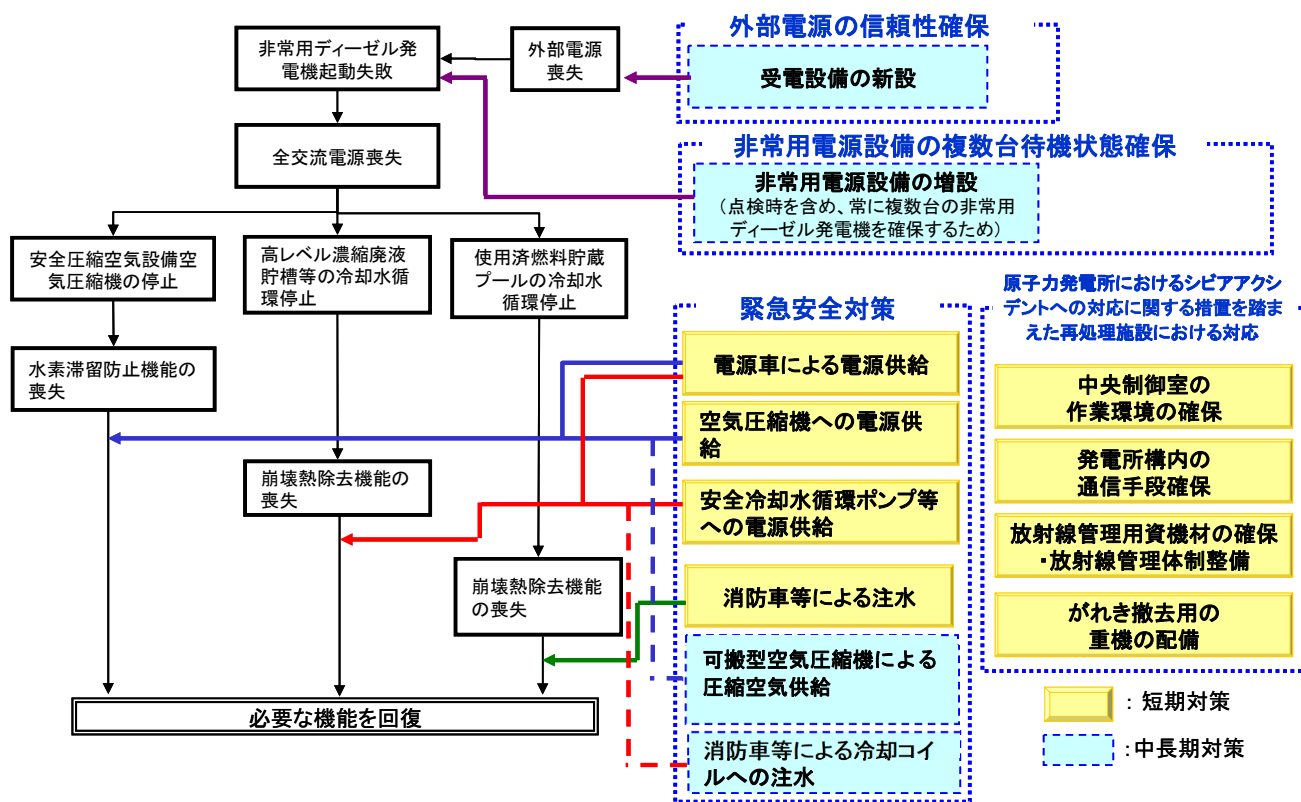 外部電源の信頼性確保
非常用ディーゼル発
電機起動失敗
外部電源
喪失
受電設備の新設
全交流電源喪失
非常用電源設備の複数台待機状態確保
非常用電源設備の増設
（点検時を含め、常に複数台の非常用
ディーゼル発電機を確保するため）
安全圧縮空気設備空
気圧縮機の停止
高レベル濃縮廃液
貯槽等の冷却水循
環停止
使用済燃料貯蔵
プールの冷却水
循環停止
水素滞留防止機能の
喪失
崩壊熱除去機能の
喪失
崩壊熱除去機能
の喪失
必要な機能を回復
緊急安全対策
電源車による電源供給
空気圧縮機への電源供
給
安全冷却水循環ポンプ等
への電源供給
消防車等による注水
可搬型空気圧縮機による
圧縮空気供給
消防車等による冷却コイ
ルへの注水
原子力発電所におけるシビアアクシ
デントへの対応に関する措置を踏ま
えた再処理施設における対応
中央制御室の
作業環境の確保
発電所構内の
通信手段確保
放射線管理用資機材の確保
・放射線管理体制整備
がれき撤去用の
重機の配備
：短期対策
：中長期対策